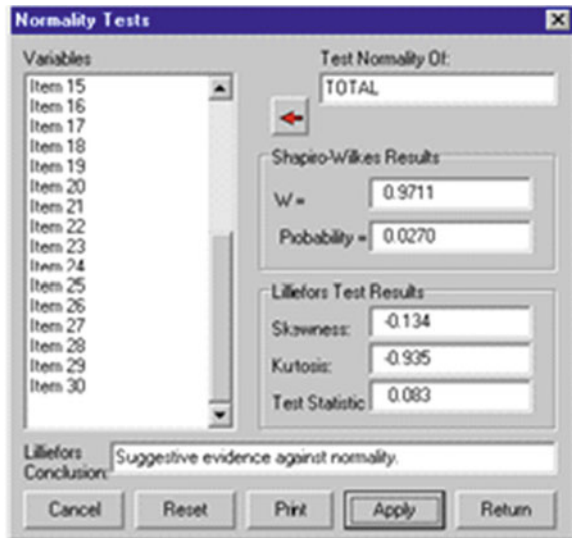 Normality Tests
Variables
Item 15
Item 16
Item 17
Item 18
Item 19
Item 20
Item 21
Item 22
Item 23
Item 24
Item 25
Item 26
Item 27
Item 28
Item 29
Item 30
Test Normality Of:
TOTAL
Shapiro-Wilkes Results
W = 0.9711
Probability = 0.0270
Lilliefors Test Results
Skewness: -0.134
Kutosis: -0.935
Test Statistic 0.083
Lilliefors Conclusion: Suggestive evidence against normality.
Cancel Reset Print Apply Return